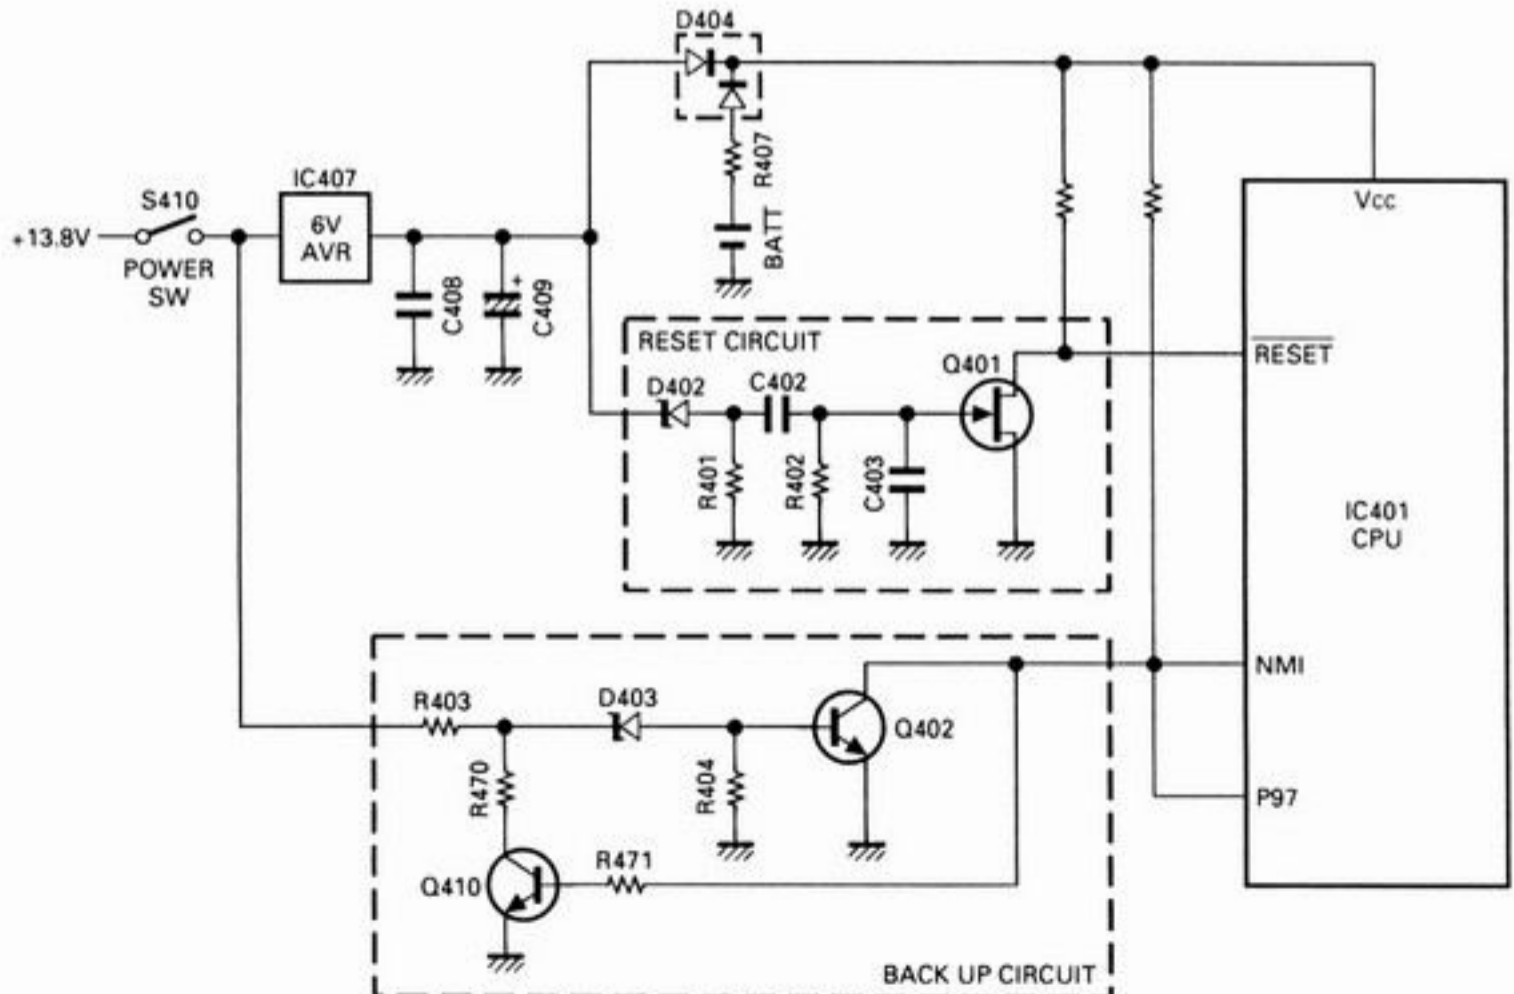 D404
R407
BATT
IC407
S410
6V
AVR
+13.8V
POWER
SW
C408
+
C409
Vcc
RESET CIRCUIT
Q401
RESET
D402
C402
R401
R402
C403
IC401
CPU
NMI
R403
D403
Q402
R470
R404
P97
R471
Q410
BACK UP CIRCUIT